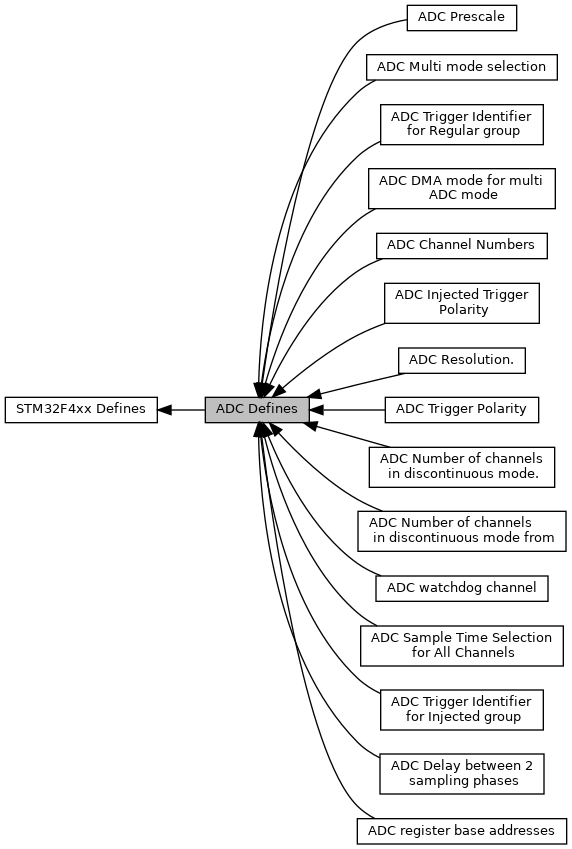 ADC Prescale
ADC Multi mode selection
ADC Trigger Identifier
for Regular group
ADC DMA mode for multi
ADC mode
ADC Channel Numbers
ADC Injected Trigger
Polarity
ADC Resolution.
STM32F4xx Defines
ADC Defines
ADC Trigger Polarity
ADC Number of channels
in discontinuous mode.
ADC Number of channels
in discontinuous mode from
ADC watchdog channel
ADC Sample Time Selection
for All Channels
ADC Trigger Identifier
for Injected group
ADC Delay between 2
sampling phases
ADC register base addresses